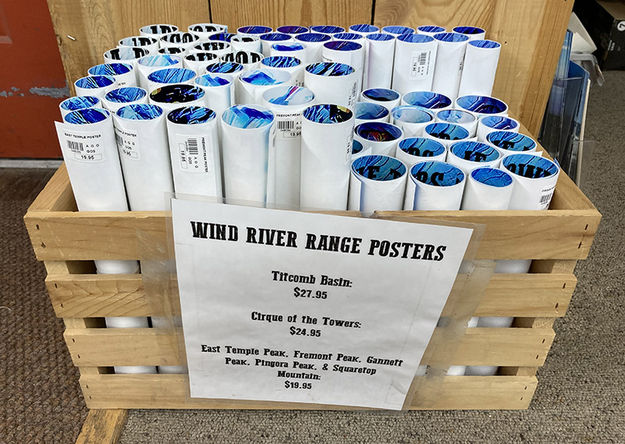 EAST TEMPLE POSTER
19.95
WIND RIVER RANGE POSTERS
Titcomb Basin:
$27.95
Cirque of the Towers:
$24.95
East Temple Peak, Fremont Peak, Gannett
Peak, Pingora Peak, & Squaretop
Mountain:
$19.95